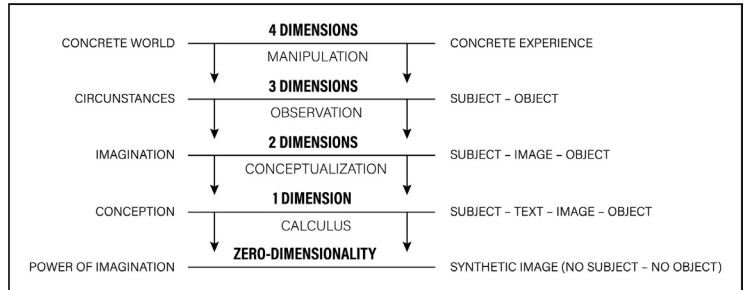 4 DIMENSIONS
CONCRETE WORLD CONCRETE EXPERIENCE
MANIPULATION
3 DIMENSIONS
CIRCUNSTANCES SUBJECT – OBJECT
OBSERVATION
2 DIMENSIONS
IMAGINATION SUBJECT – IMAGE – OBJECT
CONCEPTUALIZATION
1 DIMENSION
CONCEPTION SUBJECT – TEXT – IMAGE – OBJECT
CALCULUS
ZERO-DIMENSIONALITY
POWER OF IMAGINATION SYNTHETIC IMAGE (NO SUBJECT – NO OBJECT)